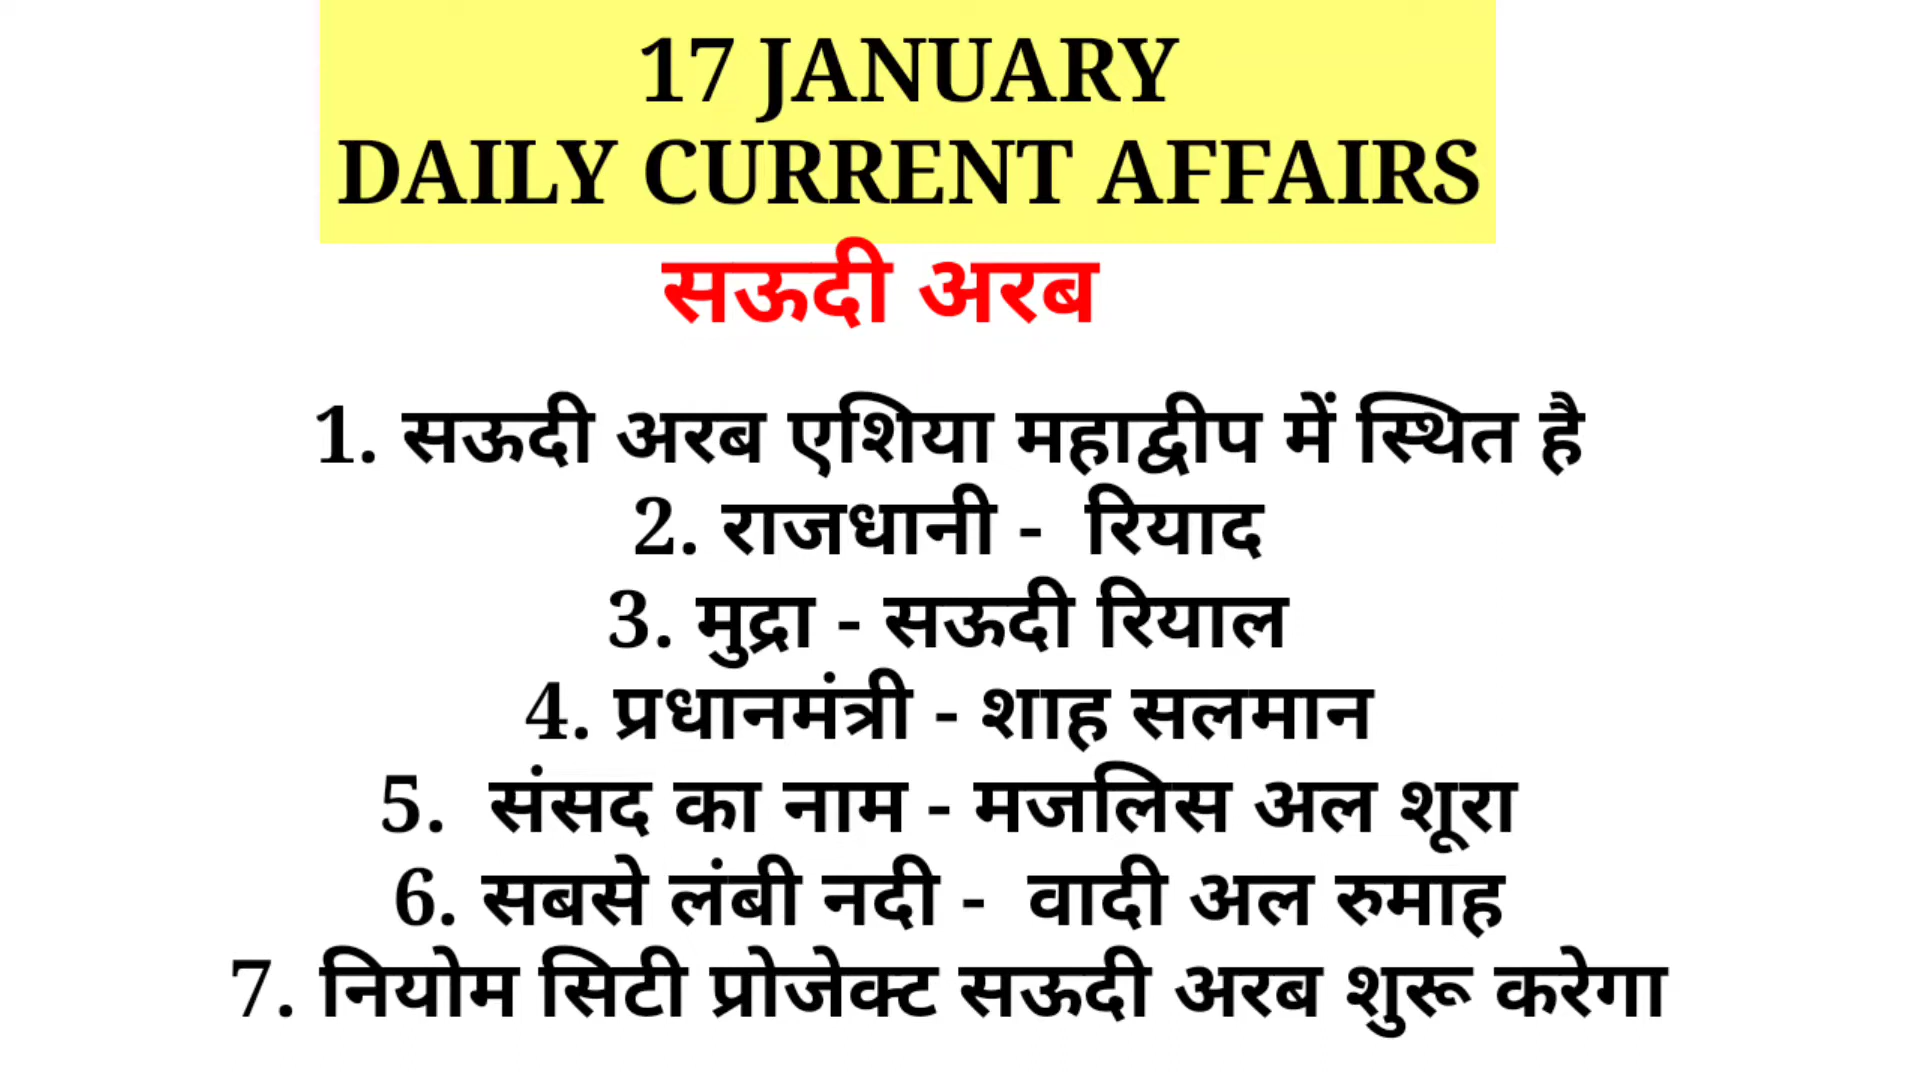 17 JANUARY
DAILY CURRENT AFFAIRS
सऊदी अरब
1. सऊदी अरब एशिया महाद्वीप में स्थित है
2. राजधानी - रियाद
3. मुद्रा - सऊदी रियाल
4. प्रधानमंत्री - शाह सलमान
5. संसद का नाम - मजलिस अल शूरा
6. सबसे लंबी नदी - वादी अल रुमाह
7. नियोम सिटी प्रोजेक्ट सऊदी अरब शुरू करेगा